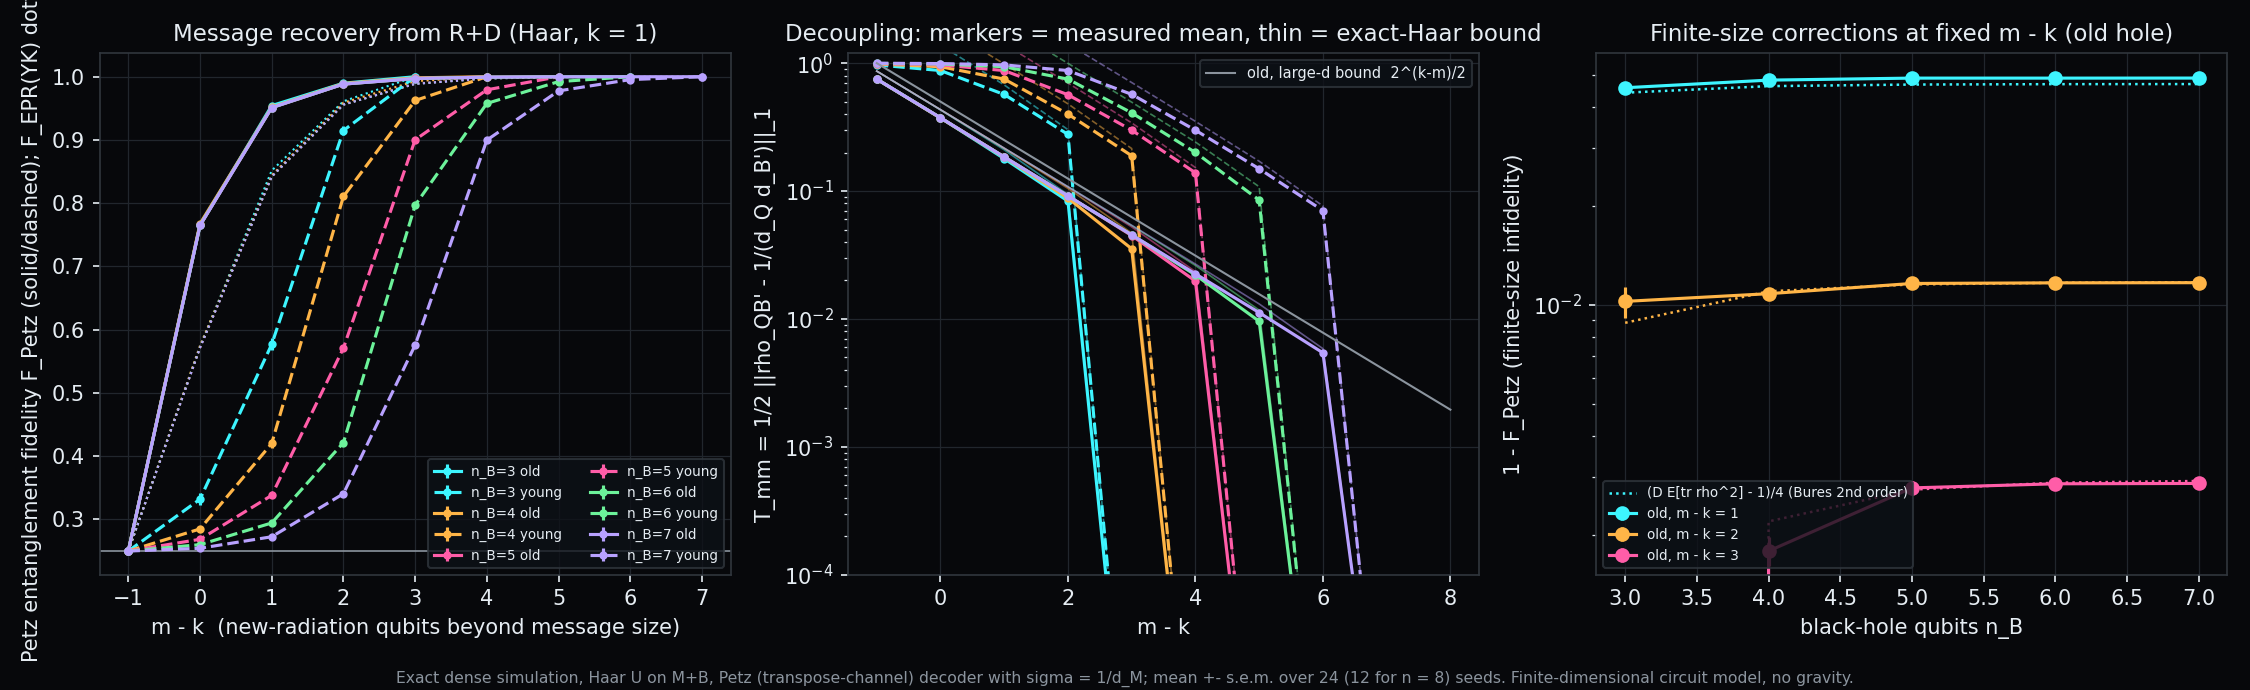 Message recovery from R+D (Haar, k = 1)
Petz entanglement fidelity F_Petz (solid/dashed); F_EPR(YK) dot
1.0
0.9
0.8
0.7
0.6
0.5
0.4
0.3
n_B=3 old
n_B=3 young
n_B=4 old
n_B=4 young
n_B=5 old
n_B=5 young
n_B=6 old
n_B=6 young
n_B=7 old
n_B=7 young
−1 0 1 2 3 4 5 6 7
m - k (new-radiation qubits beyond message size)
Decoupling: markers = measured mean, thin = exact-Haar bound
T_mm = 1/2 ||rho_QB' - 1/(d_Q d_B')||_1
10^0
10^−1
10^−2
10^−3
10^−4
old, large-d bound 2^(k-m)/2
0 2 4 6 8
m - k
Finite-size corrections at fixed m - k (old hole)
1 - F_Petz (finite-size infidelity)
10^−2
(D E[tr rho^2] - 1)/4 (Bures 2nd order)
old, m - k = 1
old, m - k = 2
old, m - k = 3
3.0 3.5 4.0 4.5 5.0 5.5 6.0 6.5 7.0
black-hole qubits n_B
Exact dense simulation, Haar U on M+B, Petz (transpose-channel) decoder with sigma = 1/d_M; mean +- s.e.m. over 24 (12 for n = 8) seeds. Finite-dimensional circuit model, no gravity.